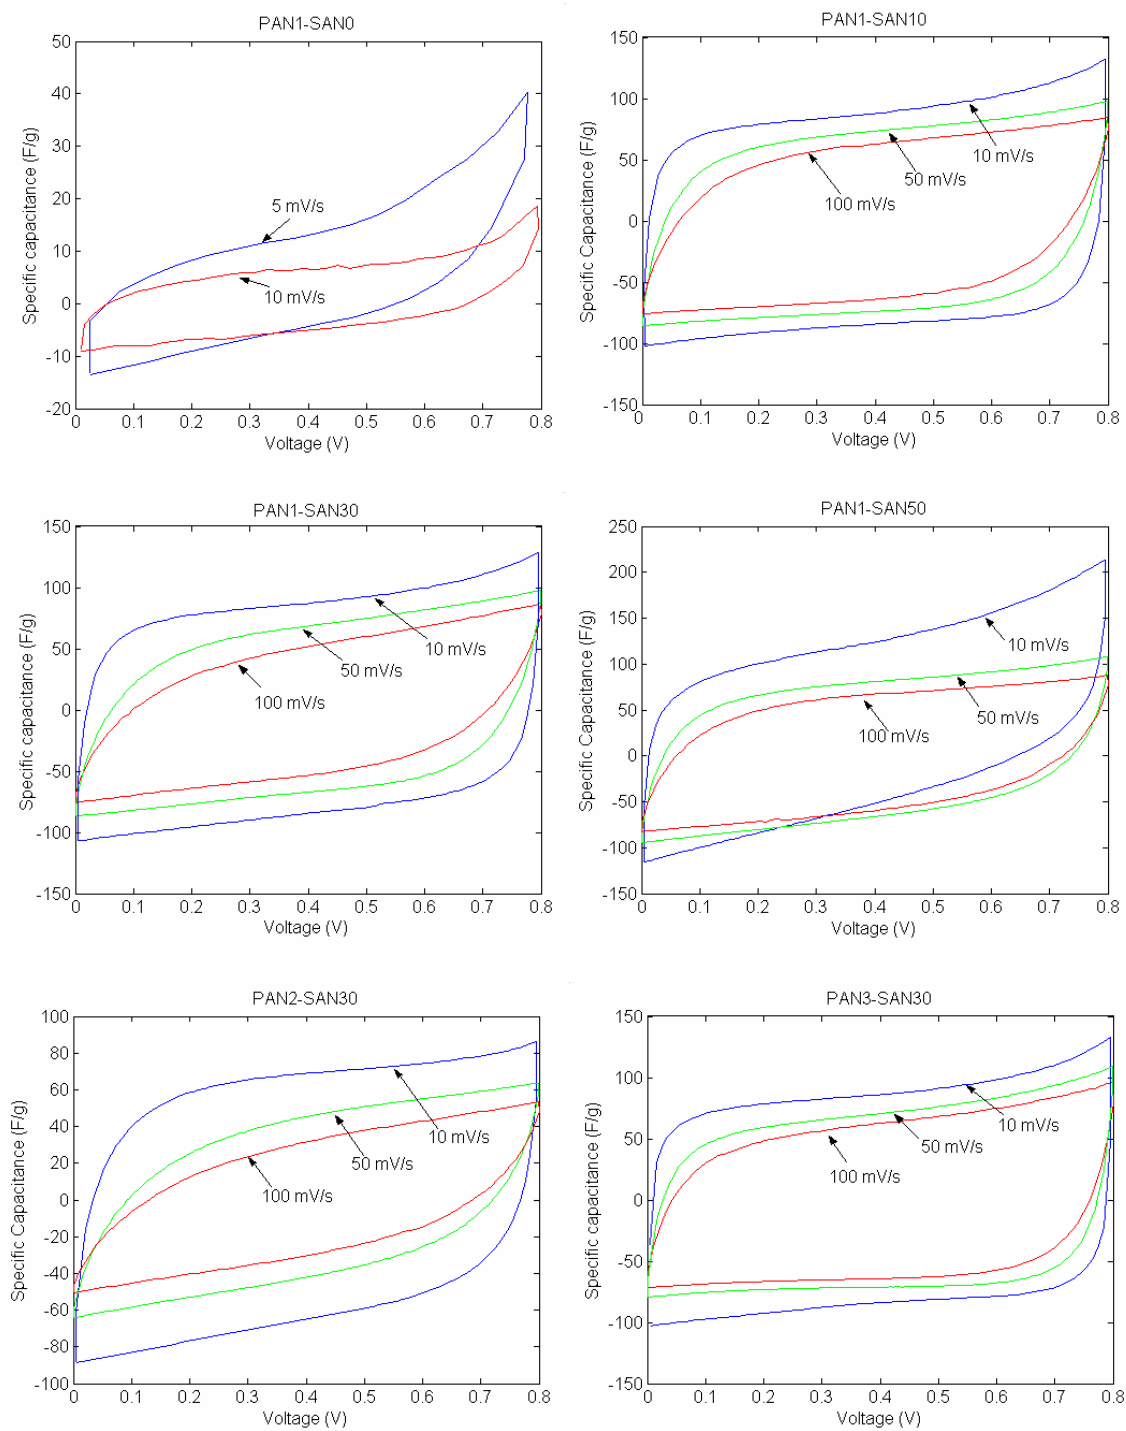 PAN1-SAN0
50
40
30
20
10
0
-10
-20
Specific capacitance (F/g)
5 mV/s
10 mV/s
0 0.1 0.2 0.3 0.4 0.5 0.6 0.7 0.8
Voltage (V)
PAN1-SAN10
150
100
50
0
-50
-100
-150
Specific Capacitance (F/g)
10 mV/s
50 mV/s
100 mV/s
0 0.1 0.2 0.3 0.4 0.5 0.6 0.7 0.8
Voltage (V)
PAN1-SAN30
150
100
50
0
-50
-100
-150
Specific capacitance (F/g)
10 mV/s
50 mV/s
100 mV/s
0 0.1 0.2 0.3 0.4 0.5 0.6 0.7 0.8
Voltage (V)
PAN1-SAN50
250
200
150
100
50
0
-50
-100
-150
Specific Capacitance (F/g)
10 mV/s
50 mV/s
100 mV/s
0 0.1 0.2 0.3 0.4 0.5 0.6 0.7 0.8
Voltage (V)
PAN2-SAN30
100
80
60
40
20
0
-20
-40
-60
-80
-100
Specific Capacitance (F/g)
10 mV/s
50 mV/s
100 mV/s
0 0.1 0.2 0.3 0.4 0.5 0.6 0.7 0.8
Voltage (V)
PAN3-SAN30
150
100
50
0
-50
-100
-150
Specific capacitance (F/g)
10 mV/s
50 mV/s
100 mV/s
0 0.1 0.2 0.3 0.4 0.5 0.6 0.7 0.8
Voltage (V)